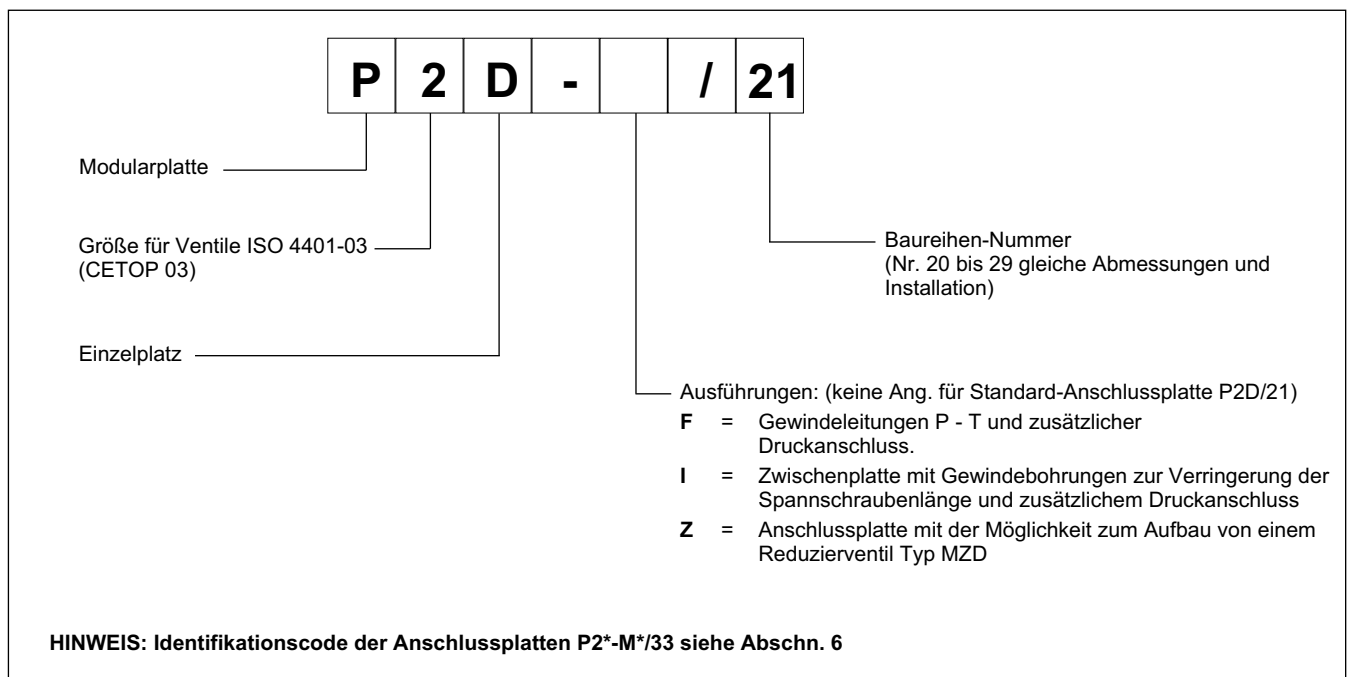 P 2 D - / 21
Modularplatte
Größe für Ventile ISO 4401-03
(CETOP 03)
Einzelplatz
Baureihen-Nummer
(Nr. 20 bis 29 gleiche Abmessungen und
Installation)
Ausführungen: (keine Ang. für Standard-Anschlussplatte P2D/21)
F = Gewindeleitungen P - T und zusätzlicher
Druckanschluss.
I = Zwischenplatte mit Gewindebohrungen zur Verringerung der
Spannschraubenlänge und zusätzlichem Druckanschluss
Z = Anschlussplatte mit der Möglichkeit zum Aufbau von einem
Reduzierventil Typ MZD
HINWEIS: Identifikationscode der Anschlussplatten P2*-M*/33 siehe Abschn. 6